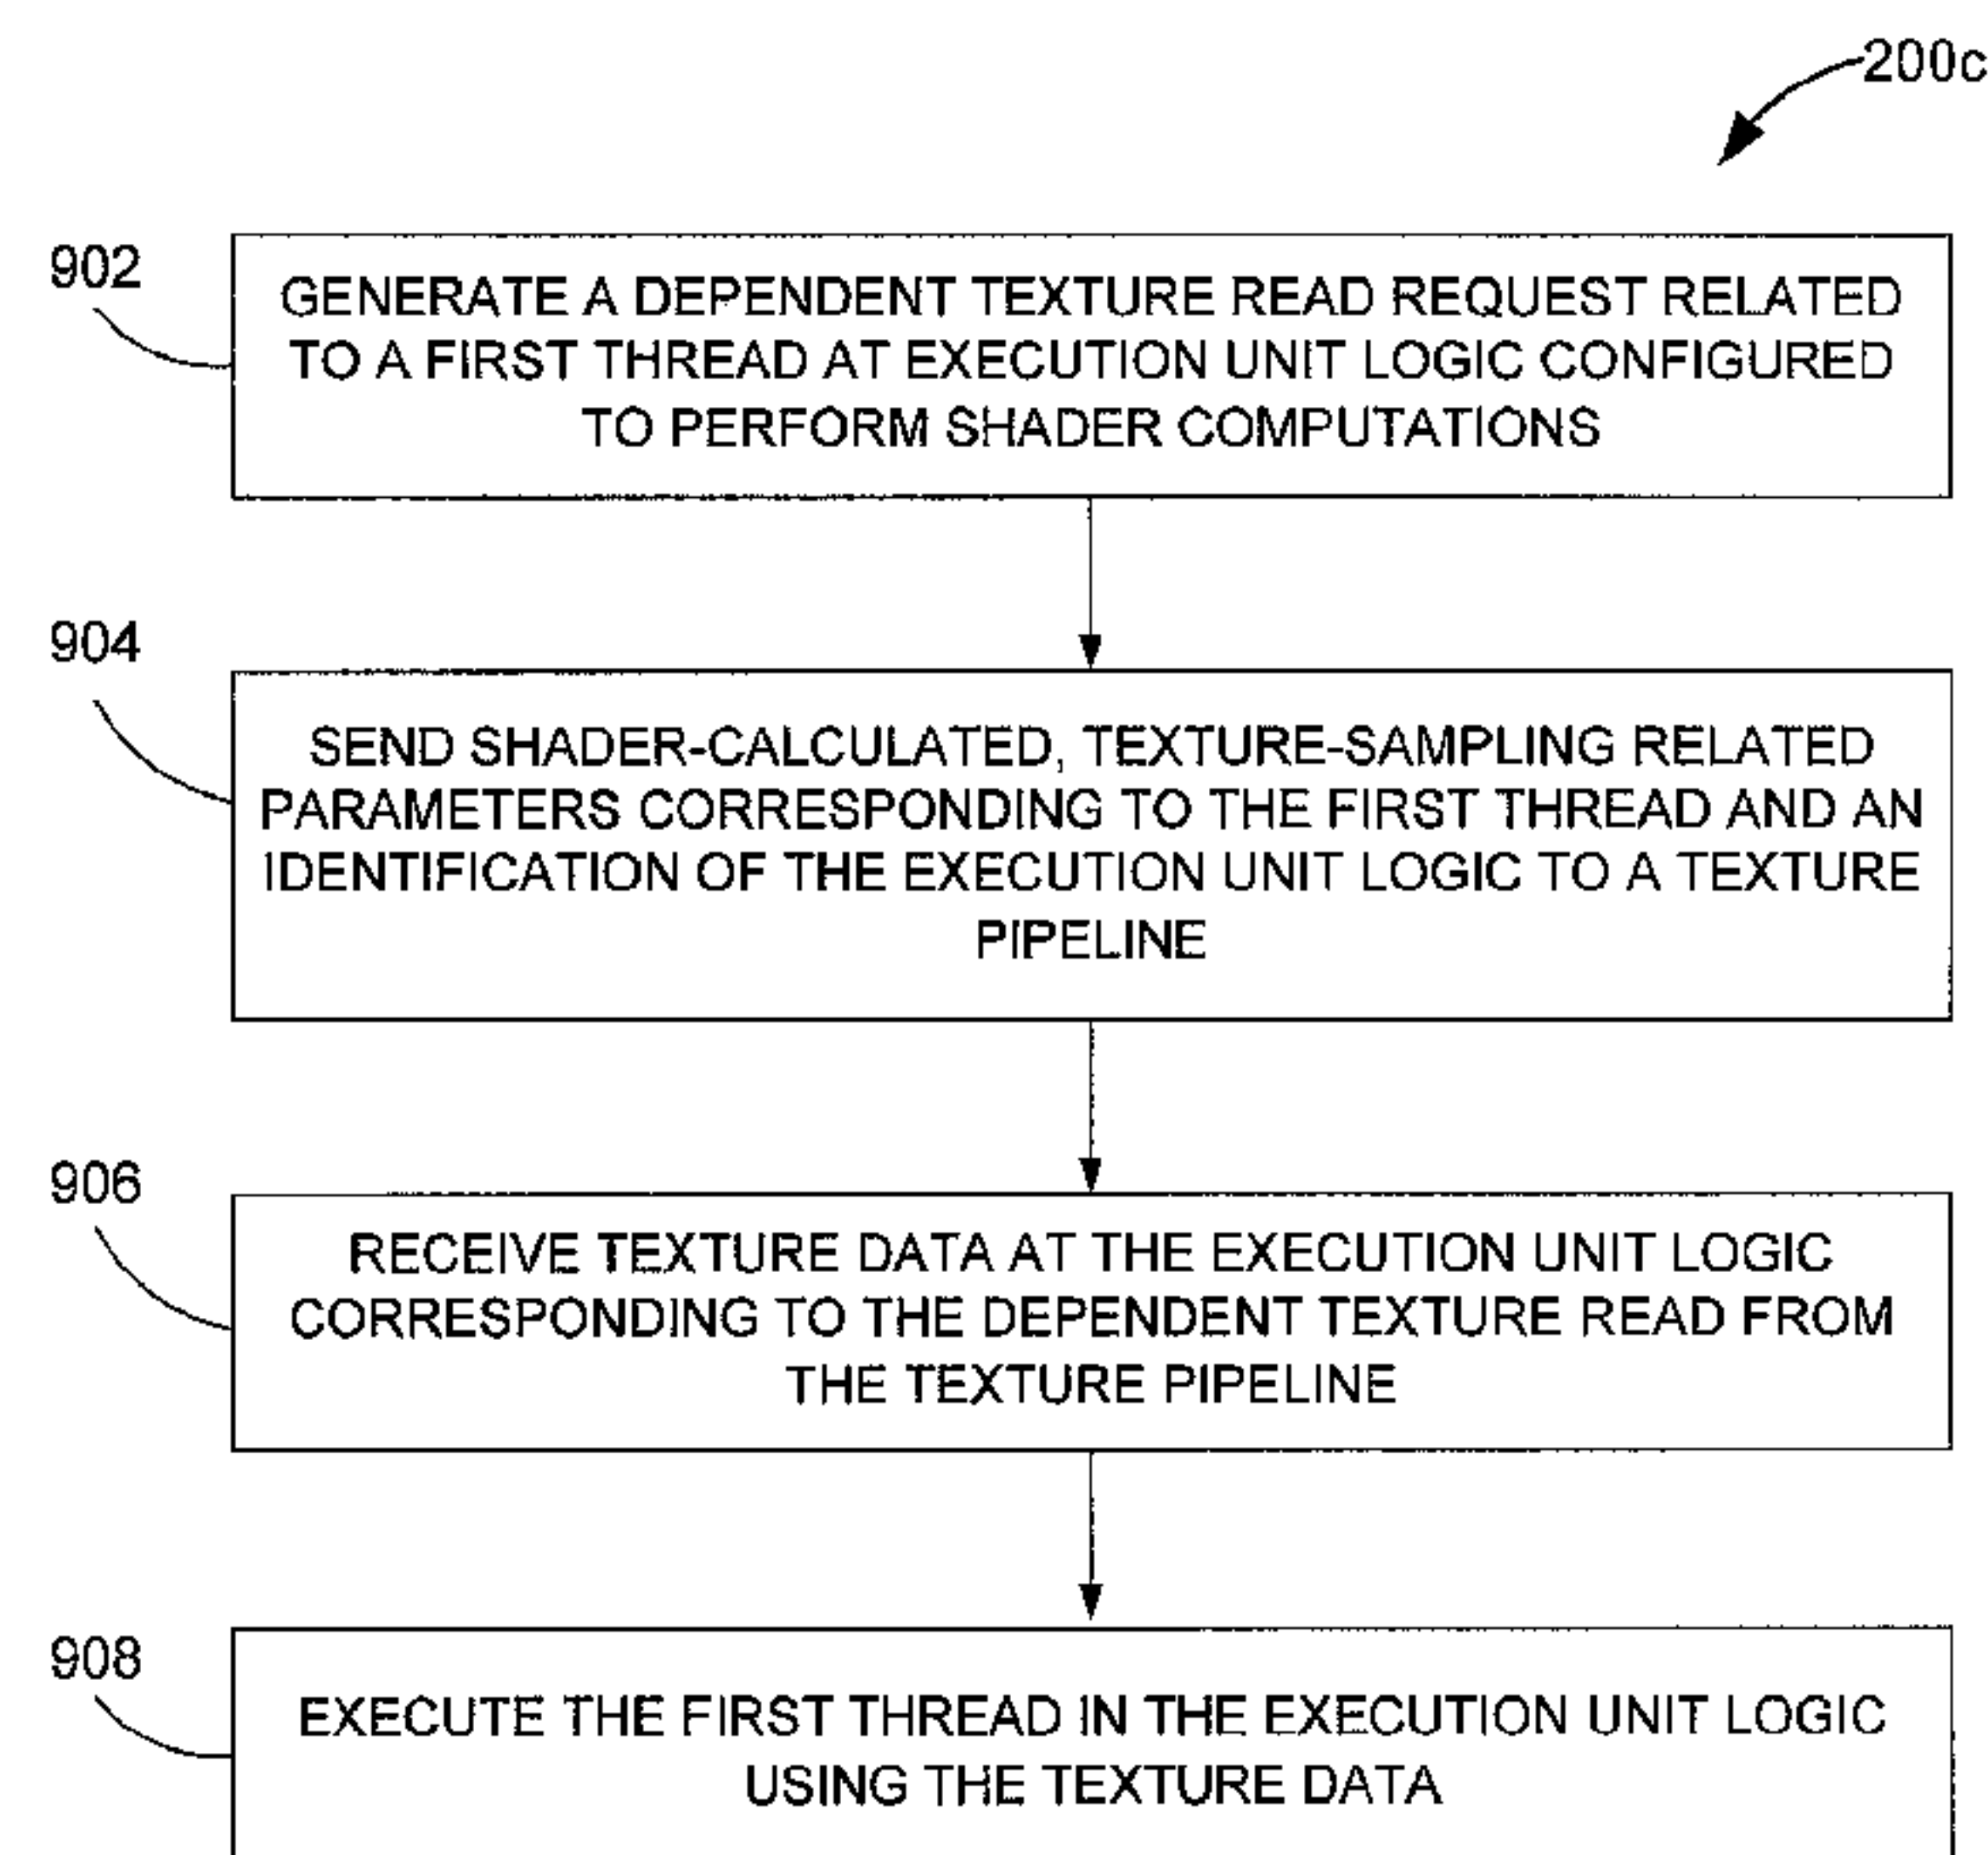 200c
902
GENERATE A DEPENDENT TEXTURE READ REQUEST RELATED
TO A FIRST THREAD AT EXECUTION UNIT LOGIC CONFIGURED
TO PERFORM SHADER COMPUTATIONS
904
SEND SHADER-CALCULATED, TEXTURE-SAMPLING RELATED
PARAMETERS CORRESPONDING TO THE FIRST THREAD AND AN
IDENTIFICATION OF THE EXECUTION UNIT LOGIC TO A TEXTURE
PIPELINE
906
RECEIVE TEXTURE DATA AT THE EXECUTION UNIT LOGIC
CORRESPONDING TO THE DEPENDENT TEXTURE READ FROM
THE TEXTURE PIPELINE
908
EXECUTE THE FIRST THREAD IN THE EXECUTION UNIT LOGIC
USING THE TEXTURE DATA